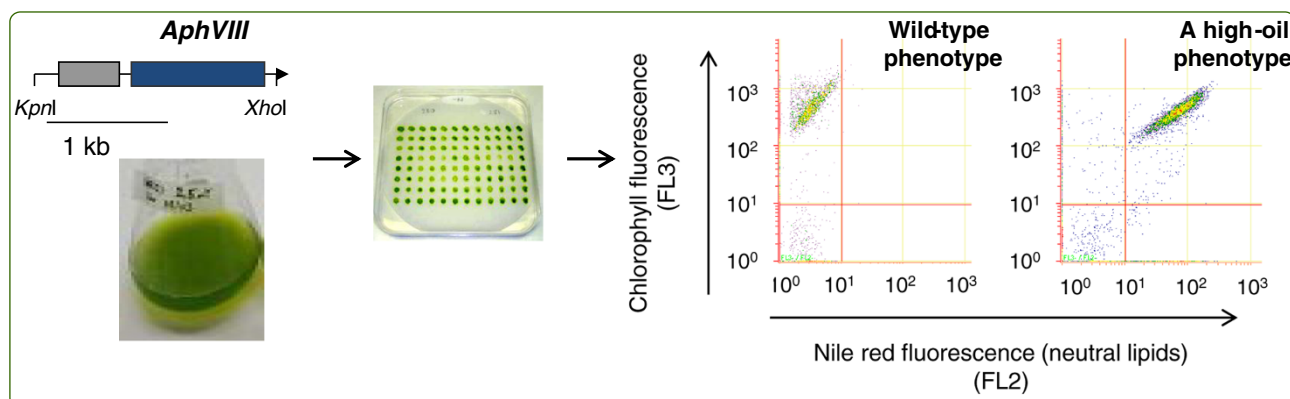 AphVIII
KpnI
XhoI
1 kb
Chlorophyll fluorescence
(FL3)
Wild-type
phenotype
10³
10²
10¹
10⁰
10⁰ 10¹ 10² 10³
A high-oil
phenotype
10³
10²
10¹
10⁰
10⁰ 10¹ 10² 10³
Nile red fluorescence (neutral lipids)
(FL2)